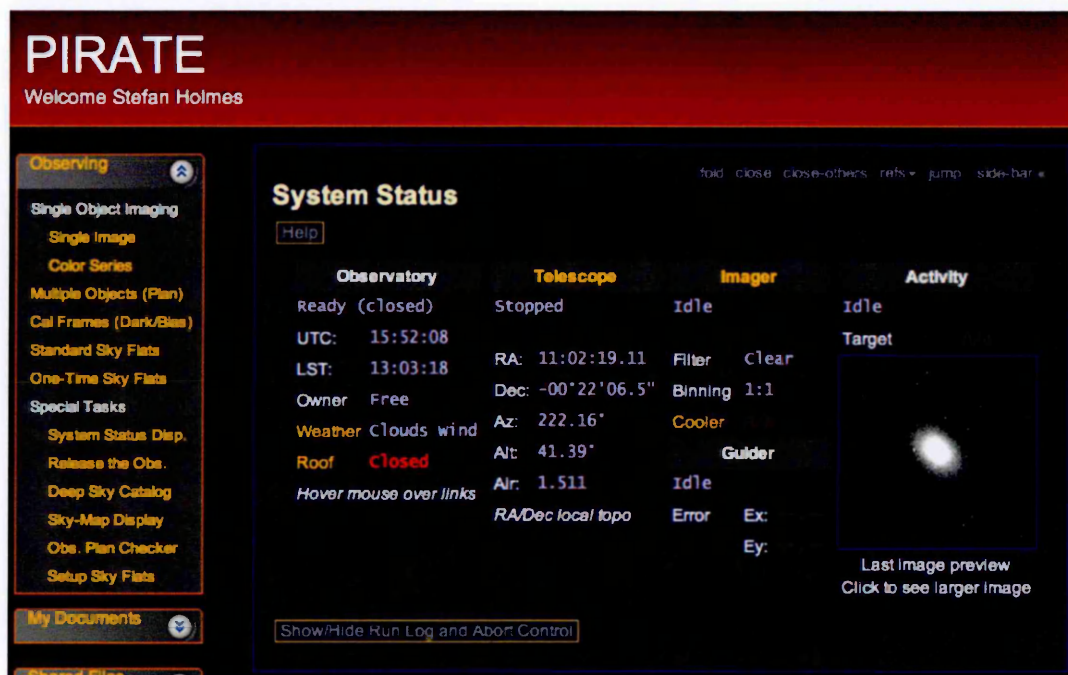 PIRATE
Welcome Stefan Holmes
Observing
Single Object Imaging
Single Image
Color Series
Multiple Objects (Plan)
Cal Frames (Dark/Bias)
Standard Sky Flats
One-Time Sky Flats
Special Tasks
System Status Disp.
Release the Obs.
Deep Sky Catalog
Sky-Map Display
Obs. Plan Checker
Setup Sky Flats
My Documents
Shared Files
fold close close-others refs jump side-bar
System Status
Help
Observatory
Ready (closed)
UTC: 15:52:08
LST: 13:03:18
Owner Free
Weather Clouds wind
Roof Closed
Hover mouse over links
Telescope
Stopped
RA: 11:02:19.11
Dec: -00°22'06.5"
Az: 222.16°
Alt: 41.39°
Air: 1.511
RA/Dec local topo
Imager
Idle
Filter Clear
Binning 1:1
Cooler
Guider
Idle
Error Ex:
Ey:
Activity
Idle
Target
Last image preview
Click to see larger image
Show/Hide Run Log and Abort Control